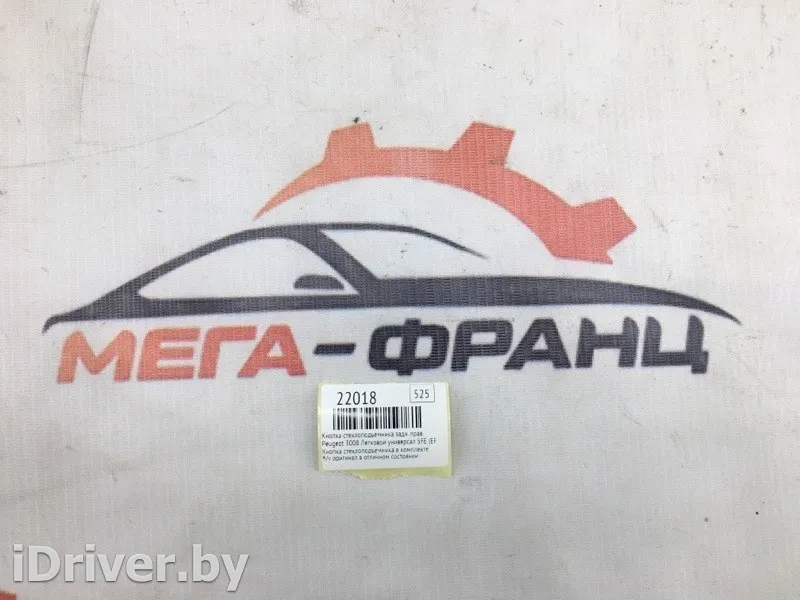 МЕГА-ФРАНЦ
22018
525
Кнопка стеклоподъемника задн. прав.
Peugeot 3008 Легковой универсал 5FE (EF
Кнопка стеклоподъемника в комплекте
б/у оригинал в отличном состоянии
iDriver.by